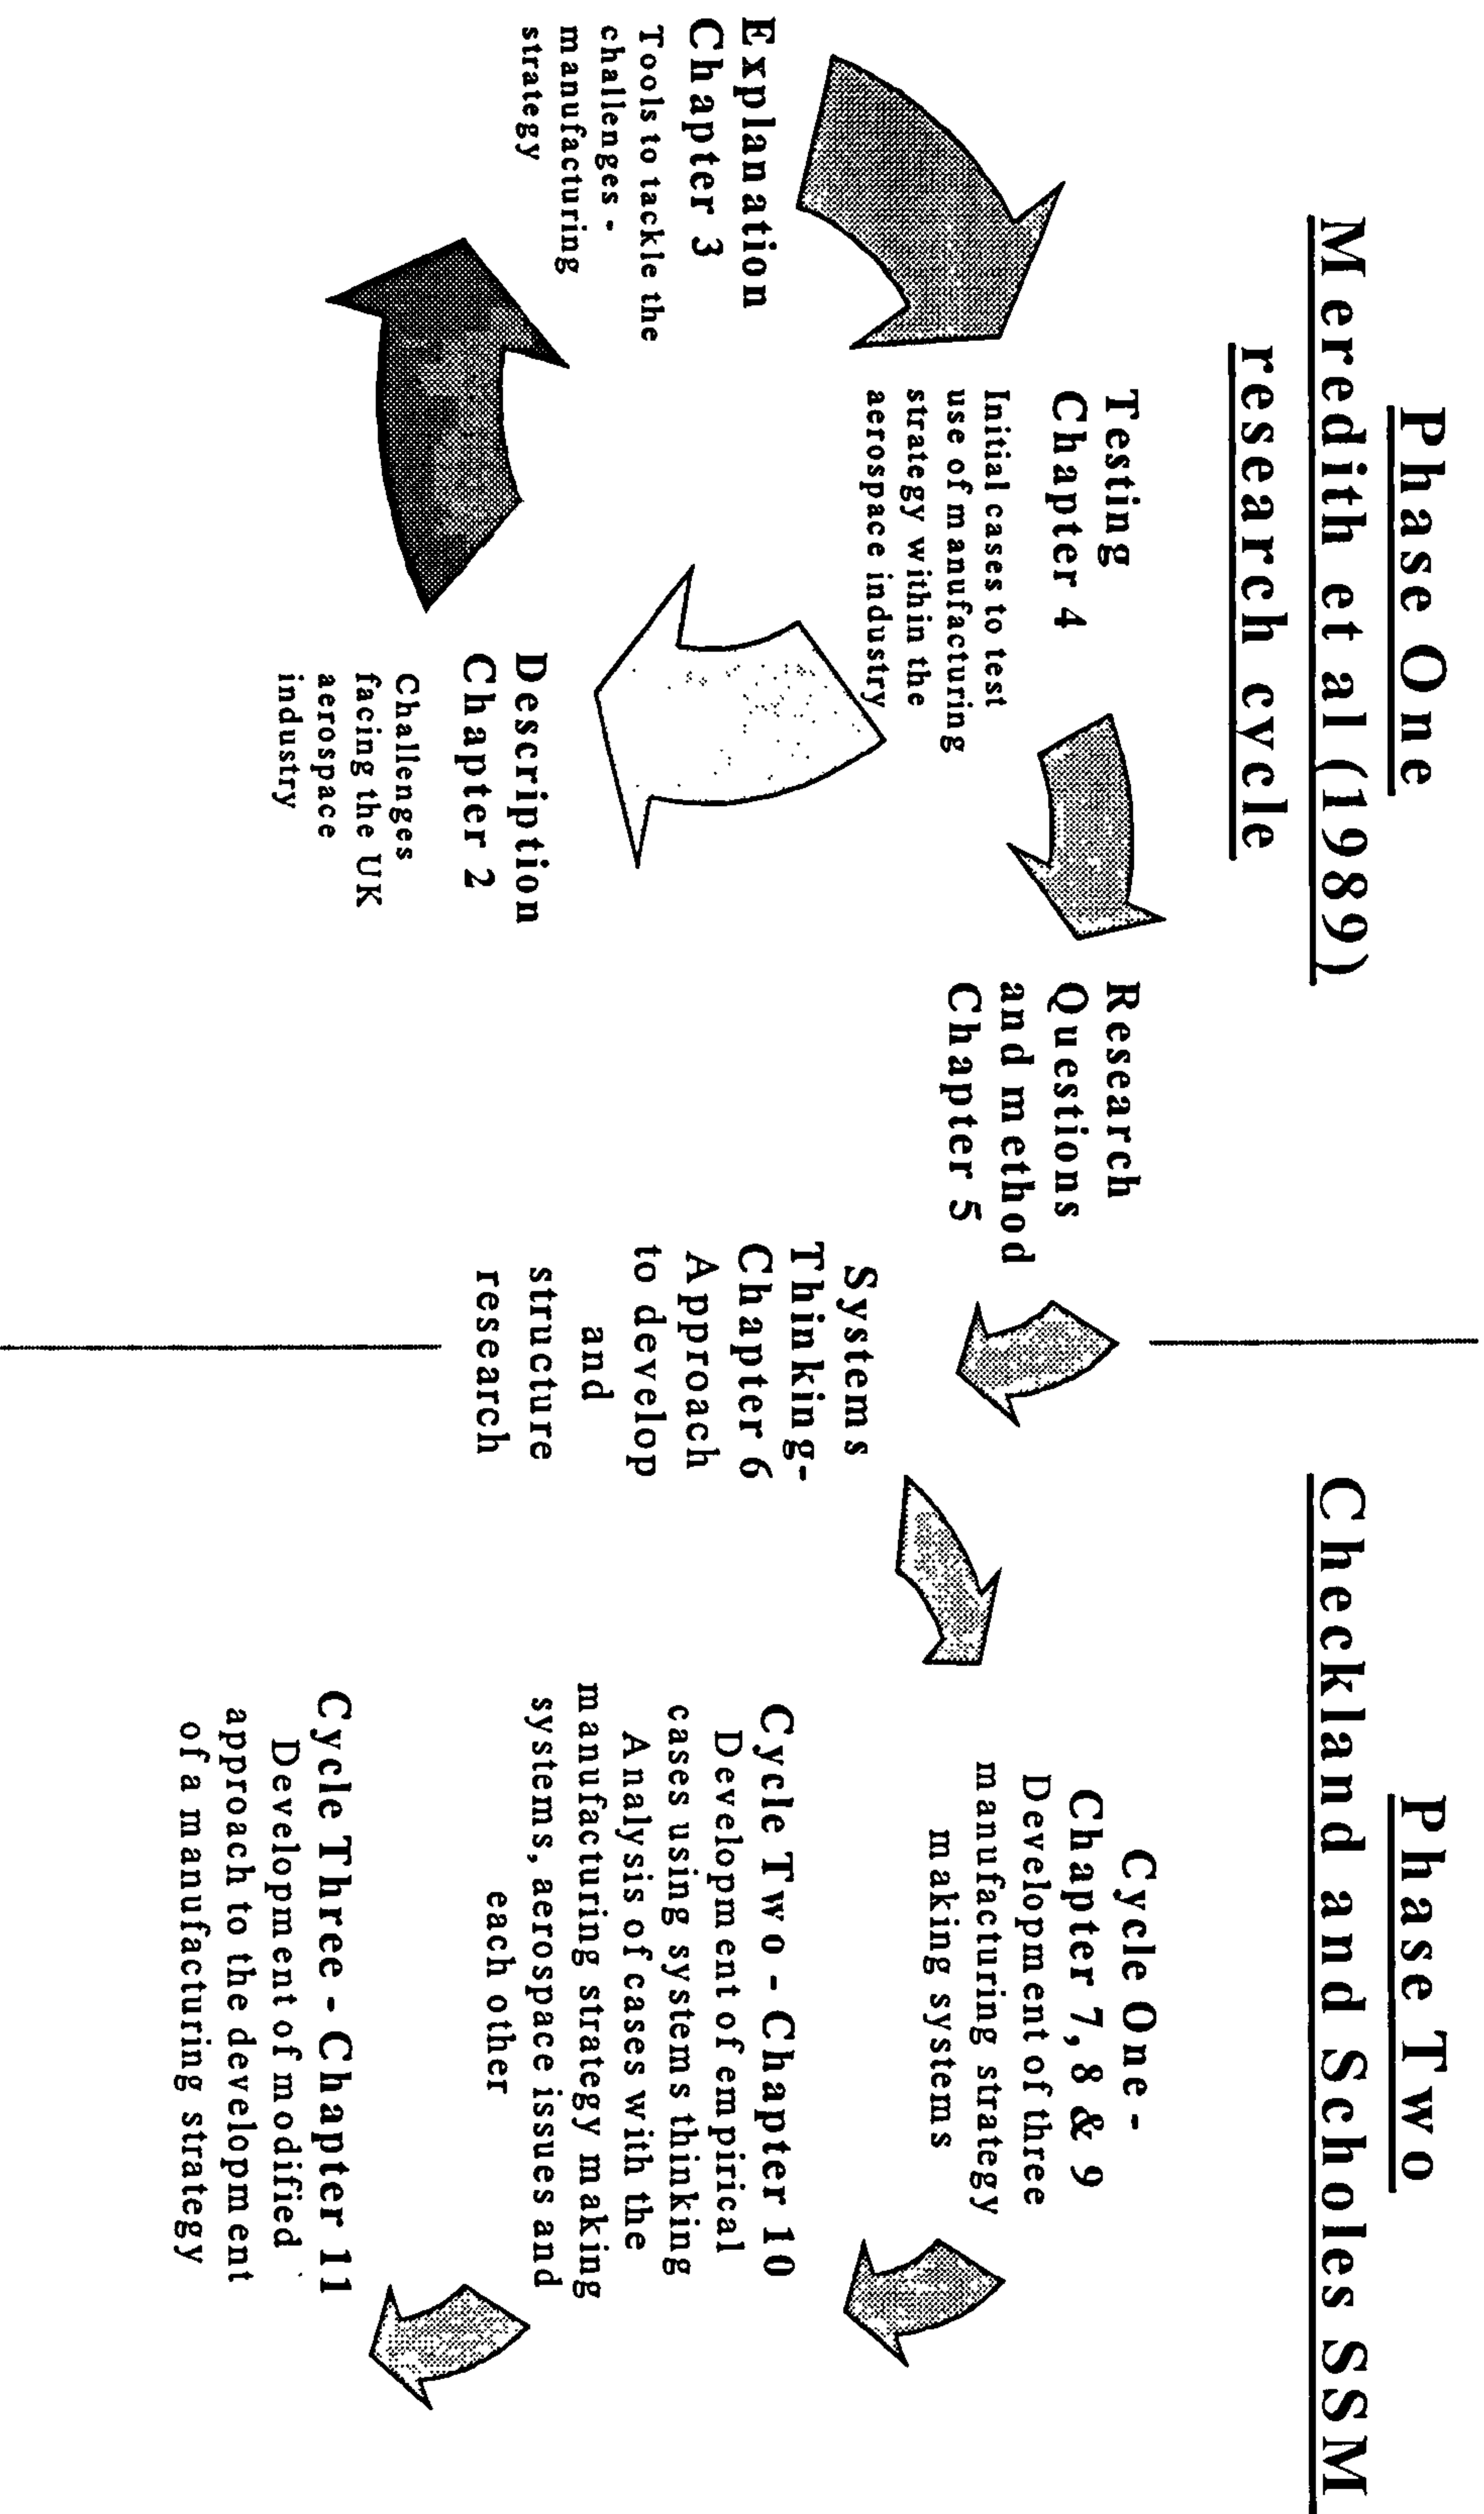 Phase One
Meredith et al (1989)
research cycle
Testing
Chapter 4
Initial cases to test
use of manufacturing
strategy within the
aerospace industry
Explanation
Chapter 3
Tools to tackle the
challenges -
manufacturing
strategy
Description
Chapter 2
Challenges
facing the UK
aerospace
industry
Research
Questions
and method
Chapter 5
Systems
Thinking-
Chapter 6
Approach
to develop
and
structure
research
Phase Two
Checkland and Scholes SSM
Cycle One -
Chapter 7, 8 & 9
Development of three
manufacturing strategy
making systems
Cycle Two - Chapter 10
Development of empirical
cases using systems thinking
Analysis of cases with the
manufacturing strategy making
systems, aerospace issues and
each other
Cycle Three - Chapter 11
Development of modified
approach to the development
of a manufacturing strategy